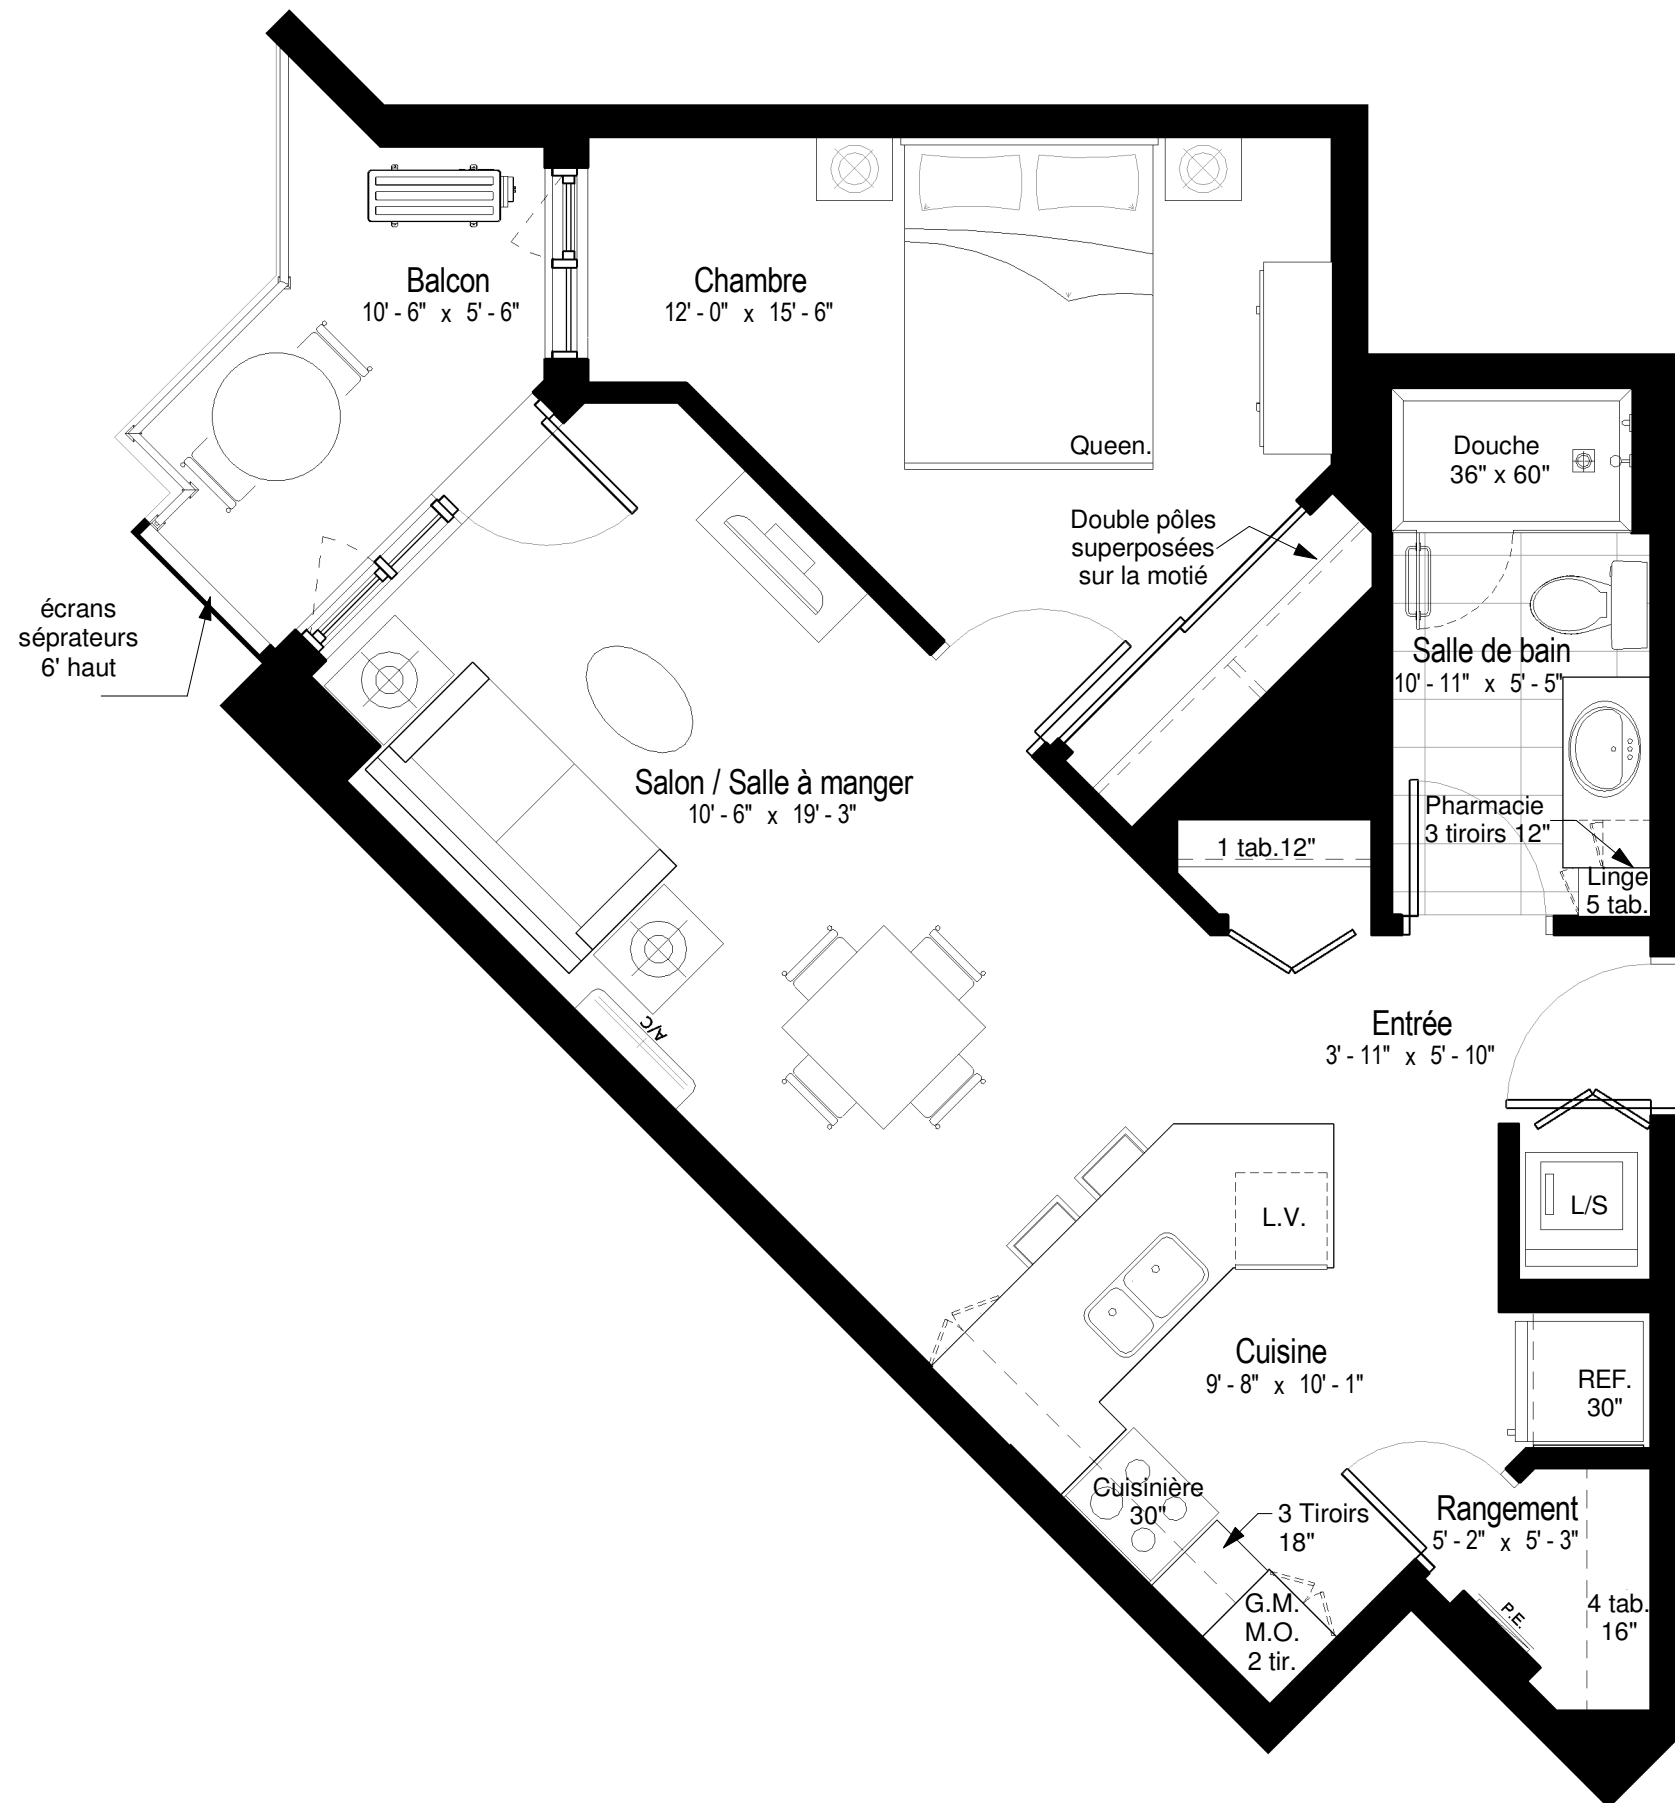 Balcon
10' - 6" x 5' - 6"
Chambre
12' - 0" x 15' - 6"
Queen.
Douche
36" x 60"
Double pôles
superposées
sur la motié
écrans
séprateurs
6' haut
Salle de bain
10' - 11" x 5' - 5"
Salon / Salle à manger
10' - 6" x 19' - 3"
Pharmacie
3 tiroirs 12"
1 tab.12"
Linge
5 tab.
A/C
Entrée
3' - 11" x 5' - 10"
L/S
L.V.
Cuisine
9' - 8" x 10' - 1"
REF.
30"
Cuisinière
30"
3 Tiroirs
18"
Rangement
5' - 2" x 5' - 3"
G.M.
M.O.
2 tir.
P.E.
4 tab.
16"